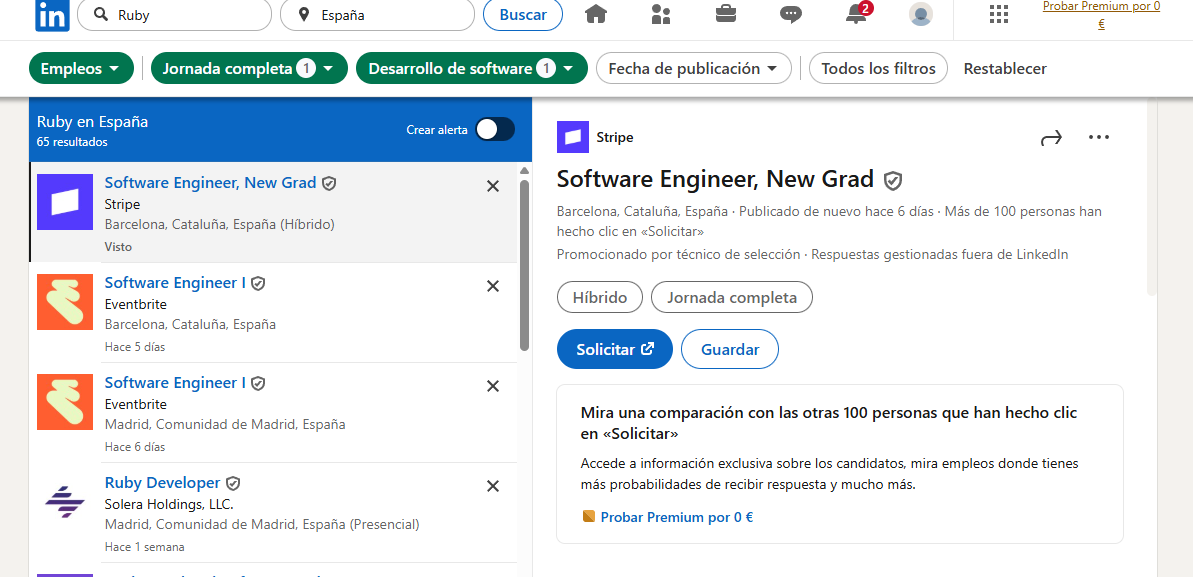 in
Ruby
España
Buscar
2
Probar Premium por 0
€
Empleos
Jornada completa 1
Desarrollo de software 1
Fecha de publicación
Todos los filtros
Restablecer
Ruby en España
65 resultados
Crear alerta
Software Engineer, New Grad
Stripe
Barcelona, Cataluña, España (Híbrido)
Visto
Software Engineer I
Eventbrite
Barcelona, Cataluña, España
Hace 5 días
Software Engineer I
Eventbrite
Madrid, Comunidad de Madrid, España
Hace 6 días
Ruby Developer
Solera Holdings, LLC.
Madrid, Comunidad de Madrid, España (Presencial)
Hace 1 semana
Stripe
Software Engineer, New Grad
Barcelona, Cataluña, España · Publicado de nuevo hace 6 días · Más de 100 personas han
hecho clic en «Solicitar»
Promocionado por técnico de selección · Respuestas gestionadas fuera de LinkedIn
Híbrido
Jornada completa
Solicitar
Guardar
Mira una comparación con las otras 100 personas que han hecho clic
en «Solicitar»
Accede a información exclusiva sobre los candidatos, mira empleos donde tienes
más probabilidades de recibir respuesta y mucho más.
Probar Premium por 0 €